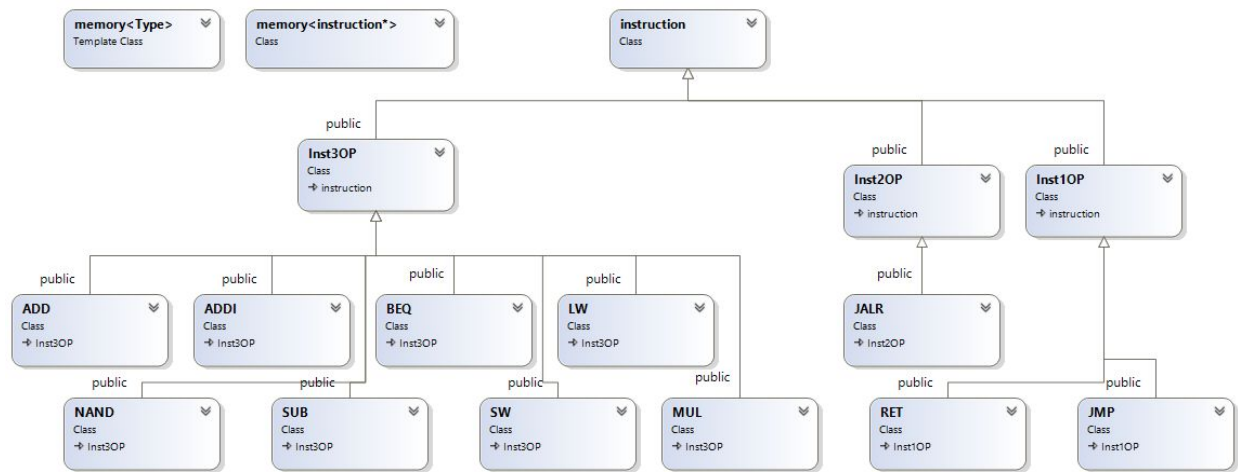 memory<Type>
Template Class
memory<instruction*>
Class
instruction
Class
public
public
public
Inst3OP
Class
instruction
Inst2OP
Class
instruction
Inst1OP
Class
instruction
public
public
public
public
public
ADD
Class
Inst3OP
ADDI
Class
Inst3OP
BEQ
Class
Inst3OP
LW
Class
Inst3OP
JALR
Class
Inst2OP
public
public
public
public
public
public
NAND
Class
Inst3OP
SUB
Class
Inst3OP
SW
Class
Inst3OP
MUL
Class
Inst3OP
RET
Class
Inst1OP
JMP
Class
Inst1OP